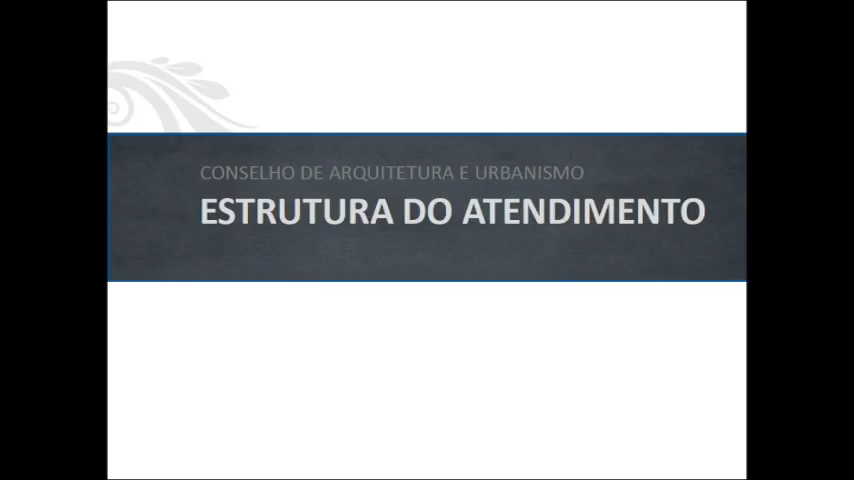 CONSELHO DE ARQUITETURA E URBANISMO
ESTRUTURA DO ATENDIMENTO